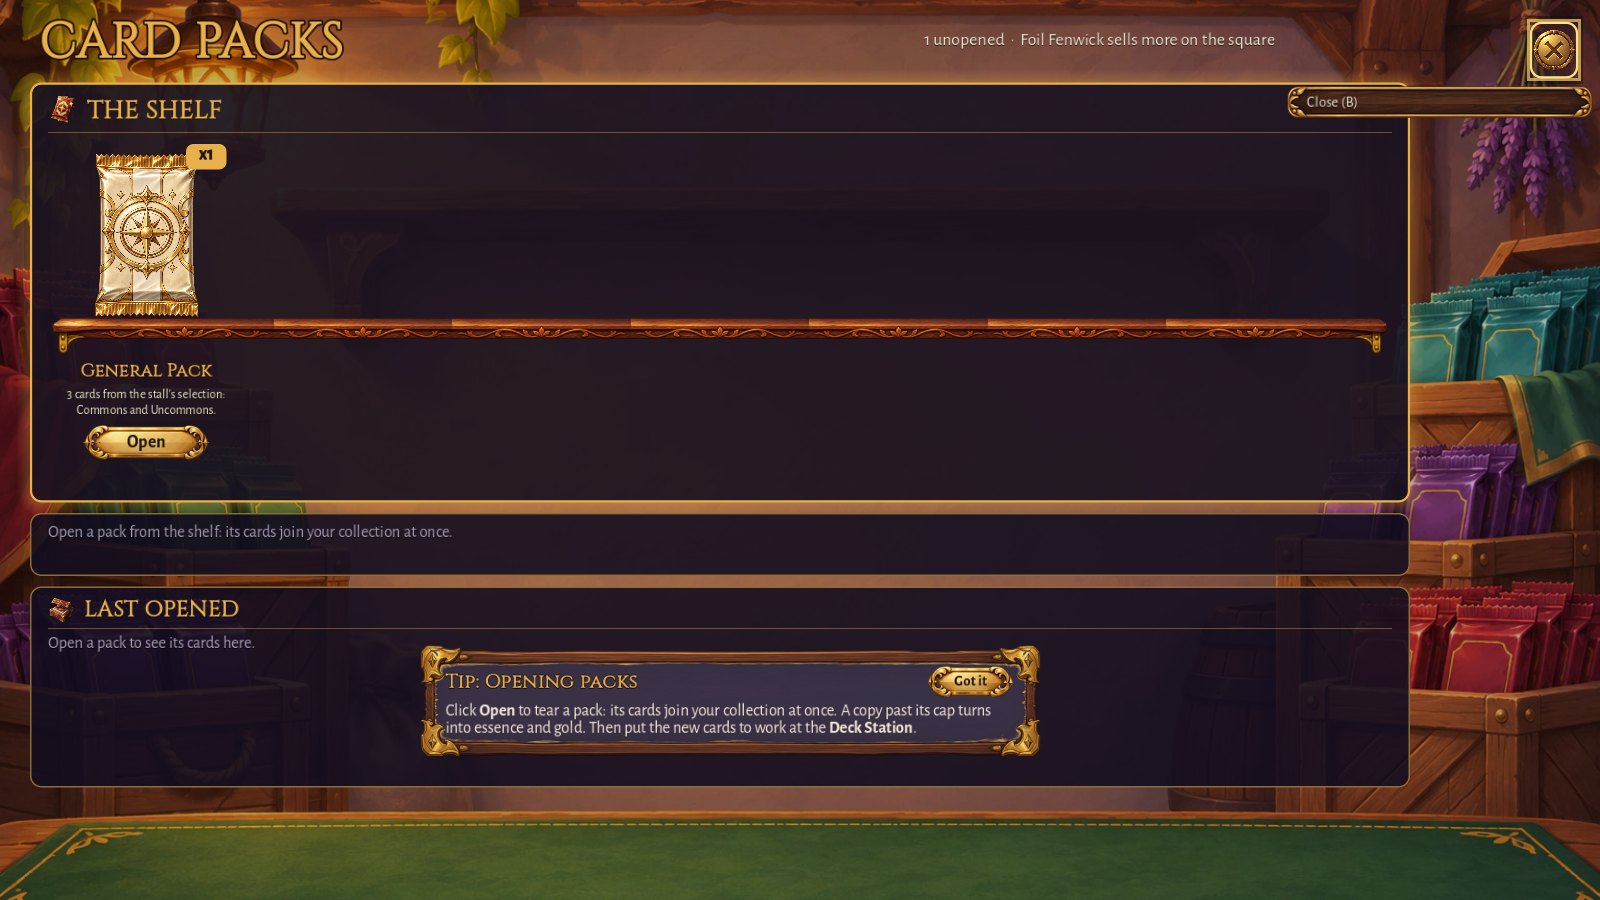 CARD PACKS
1 unopened · Foil Fenwick sells more on the square
Close (B)
THE SHELF
X1
GENERAL PACK
3 cards from the stall's selection:
Commons and Uncommons.
Open
Open a pack from the shelf: its cards join your collection at once.
LAST OPENED
Open a pack to see its cards here.
TIP: OPENING PACKS
Got it
Click Open to tear a pack: its cards join your collection at once. A copy past its cap turns
into essence and gold. Then put the new cards to work at the Deck Station.